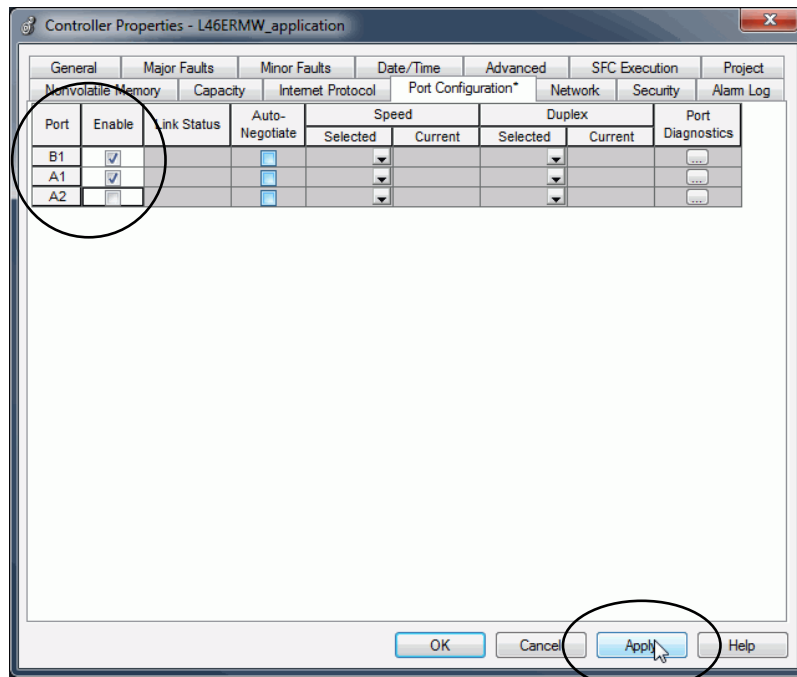 Controller Properties - L46ERMW_application
General Major Faults Minor Faults Date/Time Advanced SFC Execution Project
Nonvolatile Memory Capacity Internet Protocol Port Configuration* Network Security Alarm Log
Port Enable Link Status Auto-Negotiate Speed Duplex Port Diagnostics
Selected Current Selected Current
B1 ...
A1 ...
A2 ...
OK Cancel Apply Help